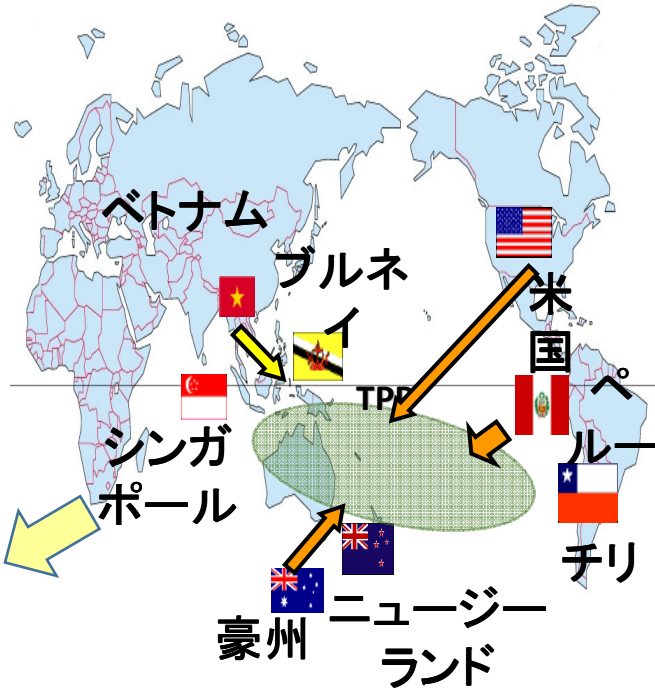 ベトナム
ブルネ
イ
米
国
TPP
ペ
ルー
シンガ
ポール
チリ
ニュージー
ランド
豪州